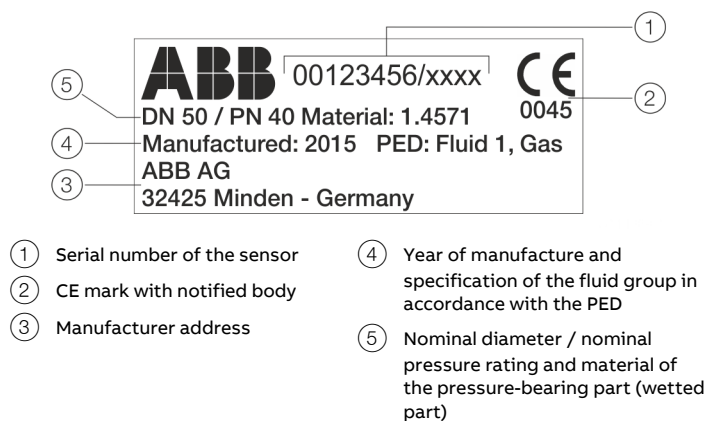 1
ABB 00123456/xxxx CE
0045
2
5
DN 50 / PN 40 Material: 1.4571
4
Manufactured: 2015 PED: Fluid 1, Gas
3
ABB AG
32425 Minden - Germany
1 Serial number of the sensor
2 CE mark with notified body
3 Manufacturer address
4 Year of manufacture and
specification of the fluid group in
accordance with the PED
5 Nominal diameter / nominal
pressure rating and material of
the pressure-bearing part (wetted
part)